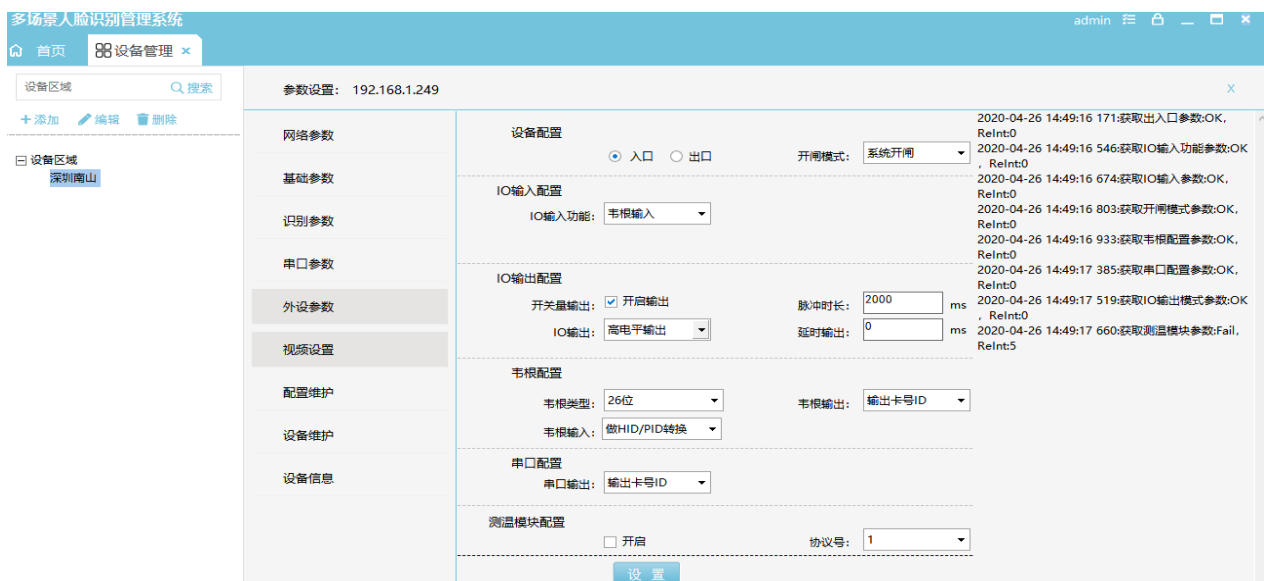 多场景人脸识别管理系统
admin
首页
设备管理 ×
设备区域 搜索
添加 编辑 删除
设备区域
深圳南山
参数设置： 192.168.1.249 X
网络参数
基础参数
识别参数
串口参数
外设参数
视频设置
配置维护
设备维护
设备信息
设备配置
入口 出口 开闸模式： 系统开闸
IO输入配置
IO输入功能： 韦根输入
IO输出配置
开关量输出： 开启输出 脉冲时长： 2000 ms
IO输出： 高电平输出 延时输出： 0 ms
韦根配置
韦根类型： 26位 韦根输出： 输出卡号ID
韦根输入： 做HID/PID转换
串口配置
串口输出： 输出卡号ID
测温模块配置
开启 协议号： 1
设 置
2020-04-26 14:49:16 171:获取出入口参数:OK,
ReInt:0
2020-04-26 14:49:16 546:获取IO输入功能参数:OK
, ReInt:0
2020-04-26 14:49:16 674:获取IO输入参数:OK,
ReInt:0
2020-04-26 14:49:16 803:获取开闸模式参数:OK,
ReInt:0
2020-04-26 14:49:16 933:获取韦根配置参数:OK,
ReInt:0
2020-04-26 14:49:17 385:获取串口配置参数:OK,
ReInt:0
2020-04-26 14:49:17 519:获取IO输出模式参数:OK
, ReInt:0
2020-04-26 14:49:17 660:获取测温模块参数:Fail,
ReInt:5